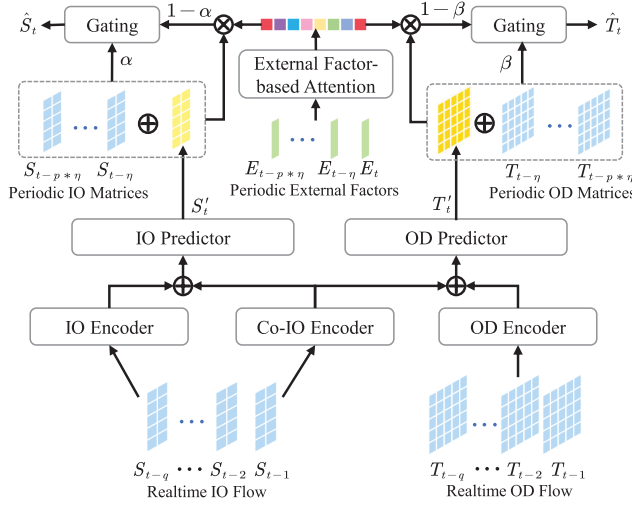 Ŝ_t
Gating
1−α
1−β
Gating
T̂_t
α
External Factor-
based Attention
β
S_{t−p∗η}
S_{t−η}
E_{t−p∗η}
E_{t−η}
E_t
T_{t−η}
T_{t−p∗η}
Periodic IO Matrices
Periodic External Factors
Periodic OD Matrices
S′_t
T′_t
IO Predictor
OD Predictor
IO Encoder
Co-IO Encoder
OD Encoder
S_{t−q} ··· S_{t−2} S_{t−1}
T_{t−q} ··· T_{t−2} T_{t−1}
Realtime IO Flow
Realtime OD Flow